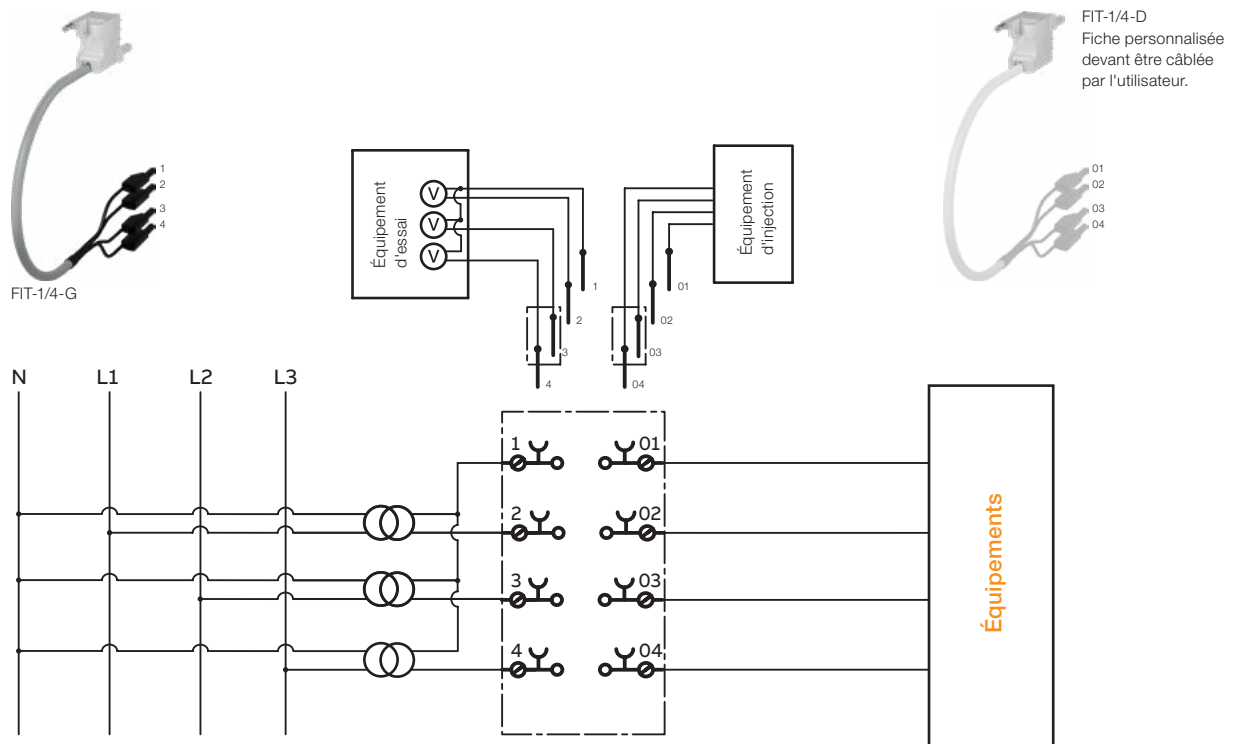 FIT-1/4-D
Fiche personnalisée
devant être câblée
par l'utilisateur.
1
2
3
4
FIT-1/4-G
01
02
03
04
Équipement
d'essai
V
V
V
Équipement
d'injection
1
2
3
4
01
02
03
04
N
L1
L2
L3
1
01
2
02
3
03
4
04
Équipements